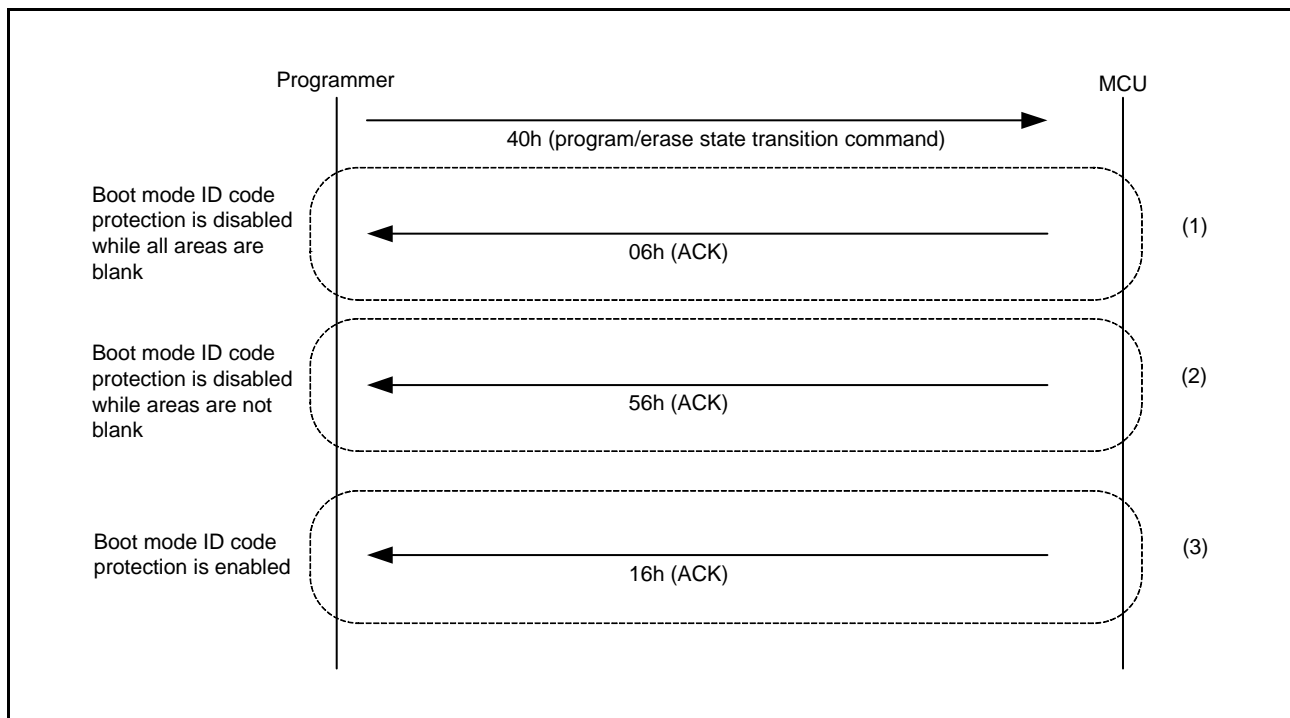 Programmer
MCU
40h (program/erase state transition command)
Boot mode ID code
protection is disabled
while all areas are
blank
06h (ACK)
(1)
Boot mode ID code
protection is disabled
while areas are not
blank
56h (ACK)
(2)
Boot mode ID code
protection is enabled
16h (ACK)
(3)